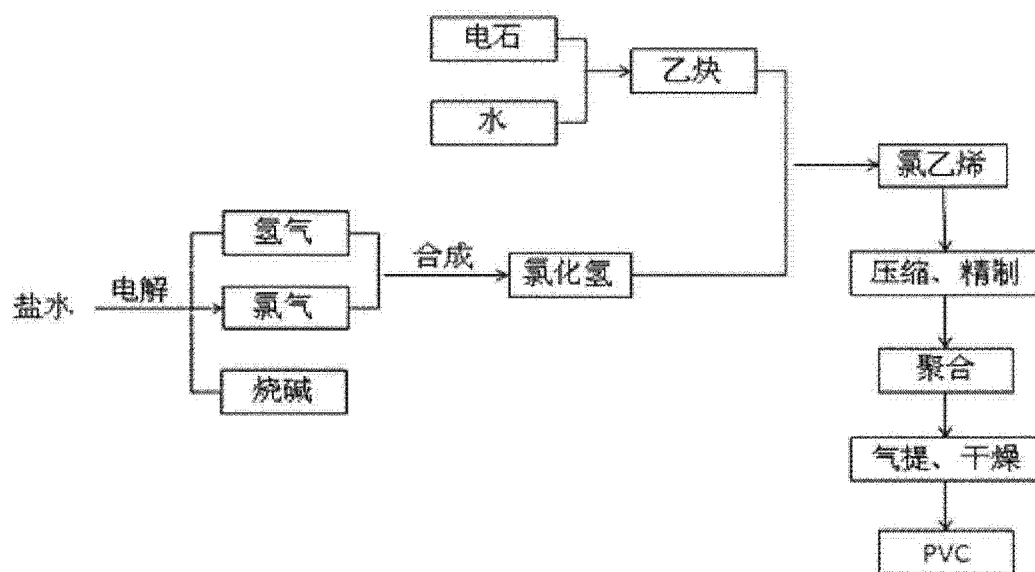 电石
乙炔
水
氯乙烯
氢气
合成
氯化氢
压缩、精制
盐水
电解
氯气
聚合
烧碱
气提、干燥
PVC